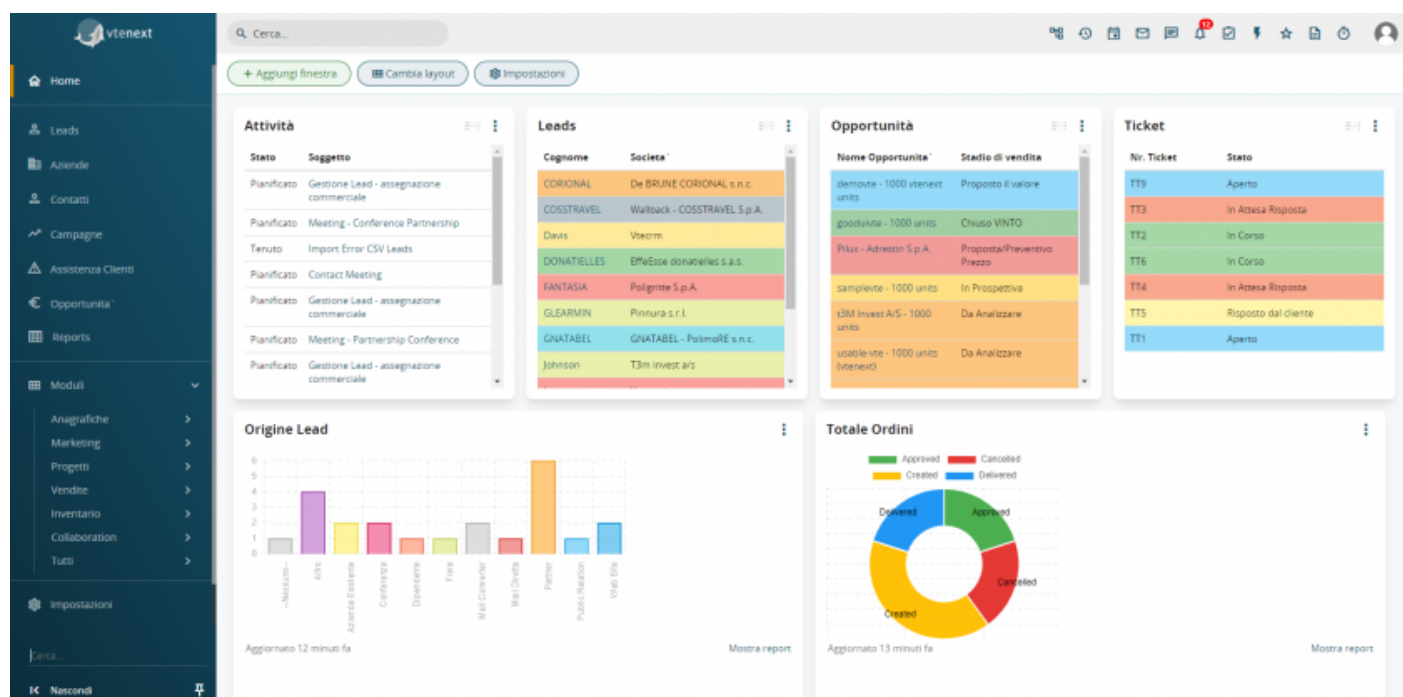 vtenext
Cerca...
12
Home
Leads
Aziende
Contatti
Campagne
Assistenza Clienti
Opportunita`
Reports
Moduli
Anagrafiche
Marketing
Progetti
Vendite
Inventario
Collaboration
Tutti
Impostazioni
Cerca...
Nascondi
+ Aggiungi finestra
Cambia layout
Impostazioni
Attività
Stato Soggetto
Pianificato Gestione Lead - assegnazione
commerciale
Pianificato Meeting - Conference Partnership
Tenuto Import Error CSV Leads
Pianificato Contact Meeting
Pianificato Gestione Lead - assegnazione
commerciale
Pianificato Meeting - Partnership Conference
Pianificato Gestione Lead - assegnazione
commerciale
Leads
Cognome Societa`
CORIONAL De BRUNE CORIONAL s.n.c.
COSSTRAVEL Wallback - COSSTRAVEL S.p.A.
Davis Vtecrm
DONATIELLES EffeEsse donatielles s.a.s.
FANTASIA Poligritte S.p.A.
GLEARMIN Pinnura s.r.l.
GNATABEL GNATABEL - PolimoRE s.n.c.
Johnson T3m invest a/s
Opportunità
Nome Opportunita` Stadio di vendita
demovte - 1000 vtenext Proposto il valore
units
gooduivte - 1000 units Chiuso VINTO
Pilux - Adrestin S.p.A. Proposta/Preventivo
Prezzo
samplevte - 1000 units In Prospettiva
t3M Invest A/S - 1000 Da Analizzare
units
usable-vte - 1000 units Da Analizzare
(vtenext)
Ticket
Nr. Ticket Stato
TT9 Aperto
TT3 In Attesa Risposta
TT2 In Corso
TT6 In Corso
TT4 In Attesa Risposta
TT5 Risposto dal cliente
TT1 Aperto
Origine Lead
6
5
4
3
2
1
0
--Nessuno--
Altro
Azienda Esistente
Conferenza
Dipendente
Fiera
Mail Converter
Mail Diretta
Partner
Public Relation
Web Site
Aggiornato 12 minuti fa
Mostra report
Totale Ordini
Approved Cancelled
Created Delivered
Delivered Approved
Cancelled
Created
Aggiornato 13 minuti fa
Mostra report